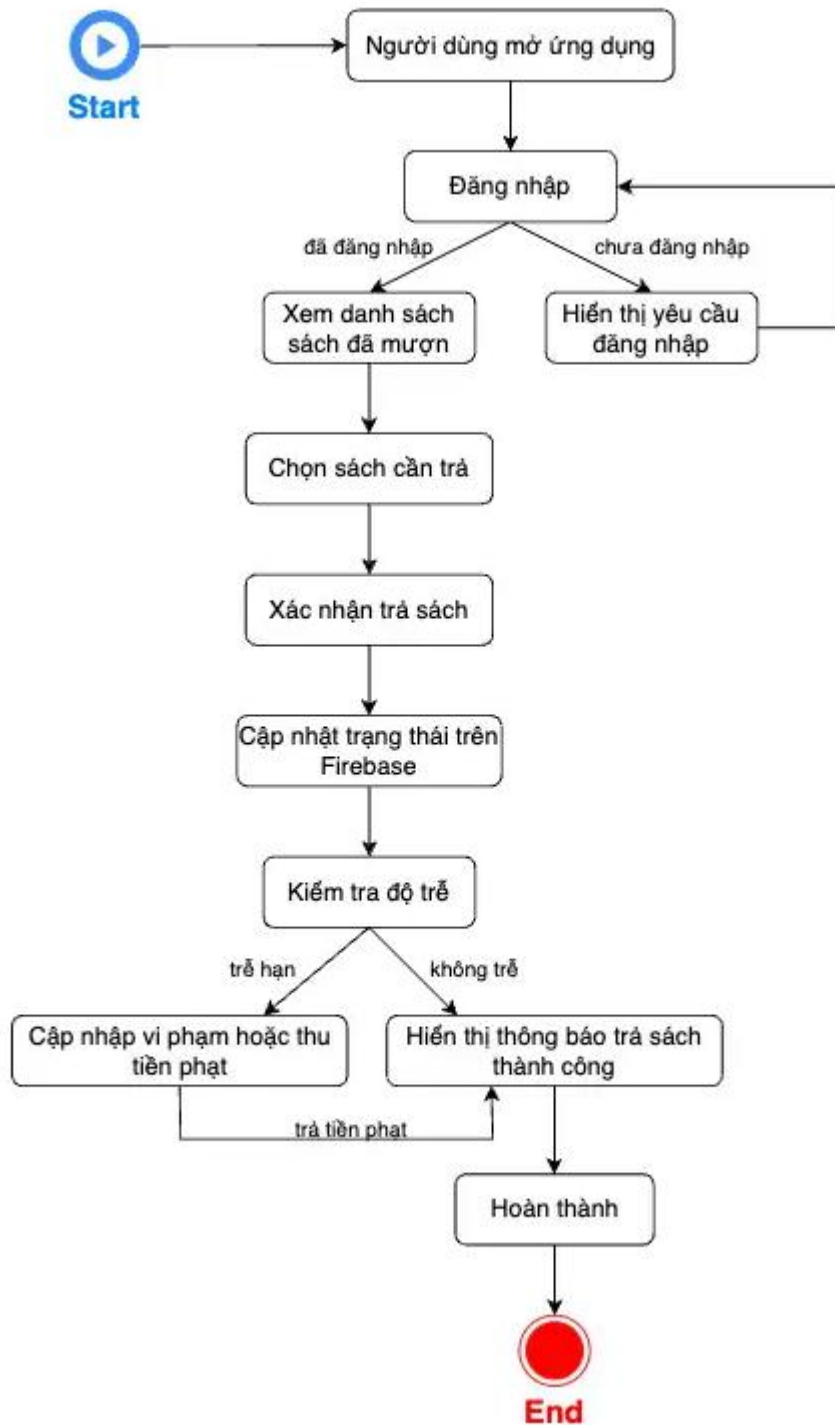 Người dùng mở ứng dụng
Start
Đăng nhập
đã đăng nhập
chưa đăng nhập
Xem danh sách
sách đã mượn
Hiển thị yêu cầu
đăng nhập
Chọn sách cần trả
Xác nhận trả sách
Cập nhật trạng thái trên
Firebase
Kiểm tra độ trễ
trễ hạn
không trễ
Cập nhập vi phạm hoặc thu
tiền phạt
Hiển thị thông báo trả sách
thành công
trả tiền phạt
Hoàn thành
End